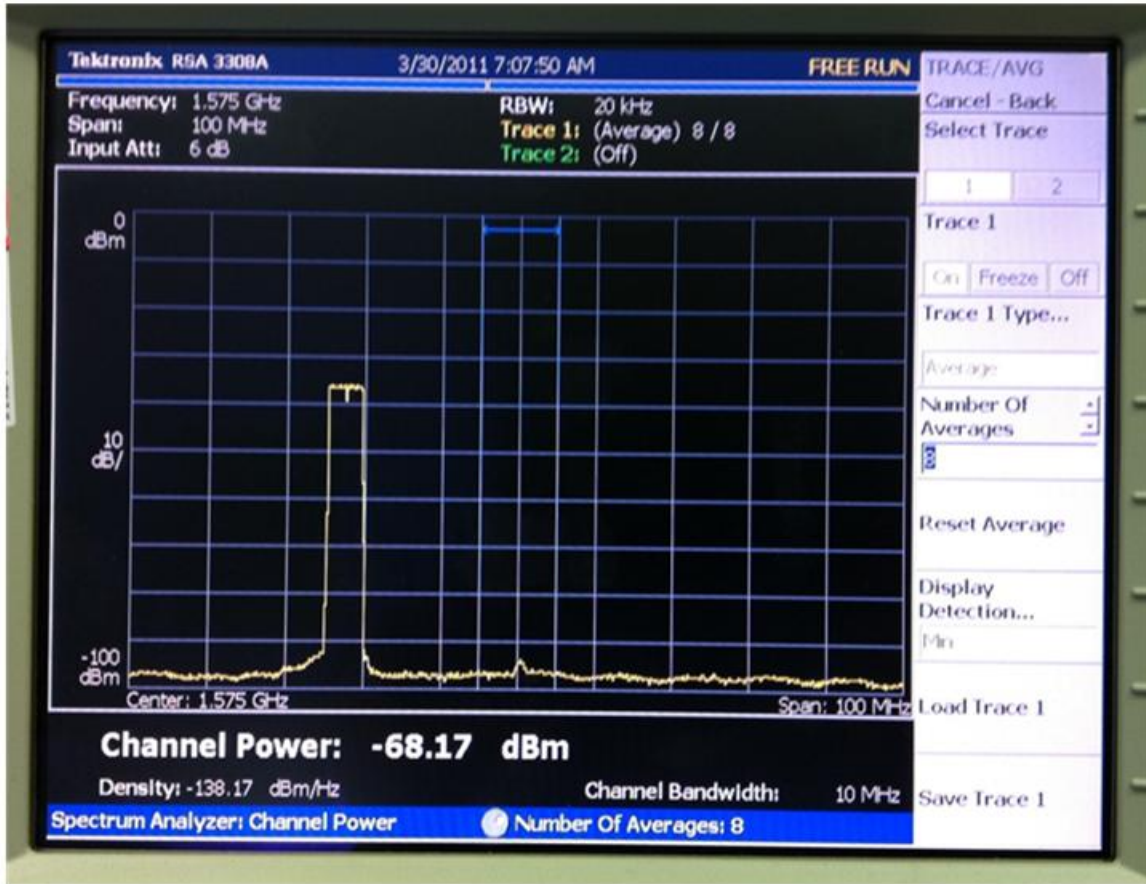 Tektronix RSA 3308A 3/30/2011 7:07:50 AM FREE RUN
Frequency: 1.575 GHz
Span: 100 MHz
Input Att: 6 dB
RBW: 20 kHz
Trace 1: (Average) 8 / 8
Trace 2: (Off)
0
dBm
10
dB/
-100
dBm
Center: 1.575 GHz Span: 100 MHz
Channel Power: -68.17 dBm
Density: -138.17 dBm/Hz Channel Bandwidth: 10 MHz
Spectrum Analyzer: Channel Power Number Of Averages: 8
TRACE/AVG
Cancel - Back
Select Trace
1 2
Trace 1
On Freeze Off
Trace 1 Type...
Average
Number Of
Averages
8
Reset Average
Display
Detection...
Min
Load Trace 1
Save Trace 1